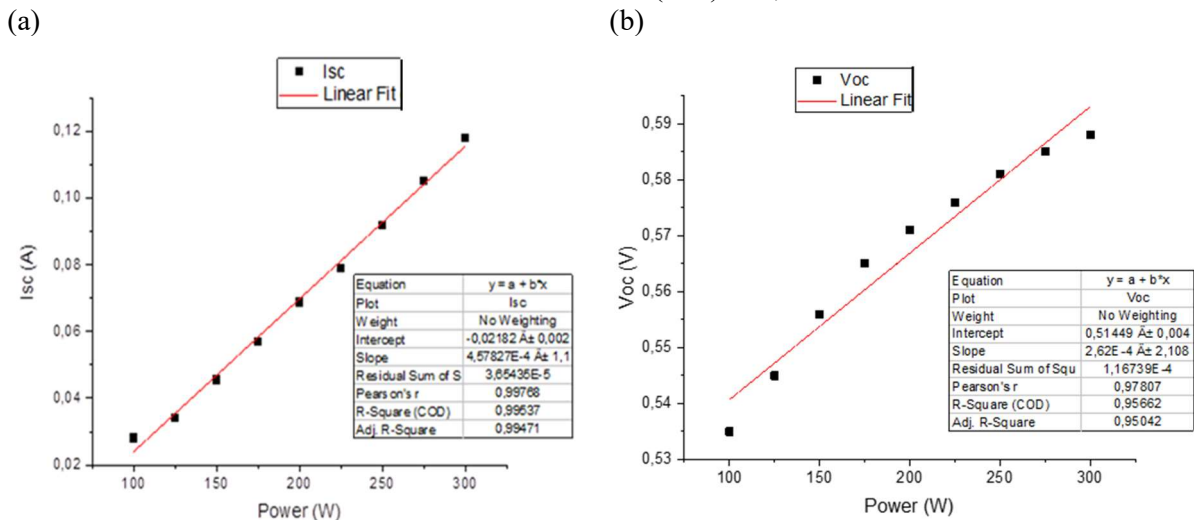 (a)
Isc
Linear Fit
0,12
0,10
0,08
0,06
0,04
0,02
Isc (A)
Equation y = a + b*x
Plot Isc
Weight No Weighting
Intercept -0,02182 Â± 0,002
Slope 4,57827E-4 Â± 1,1
Residual Sum of S 3,65435E-5
Pearson's r 0,99768
R-Square (COD) 0,99537
Adj. R-Square 0,99471
100 150 200 250 300
Power (W)
(b)
Voc
Linear Fit
0,59
0,58
0,57
0,56
0,55
0,54
0,53
Voc (V)
Equation y = a + b*x
Plot Voc
Weight No Weighting
Intercept 0,51449 Â± 0,004
Slope 2,62E-4 Â± 2,108
Residual Sum of Squ 1,16739E-4
Pearson's r 0,97807
R-Square (COD) 0,95662
Adj. R-Square 0,95042
100 150 200 250 300
Power (W)